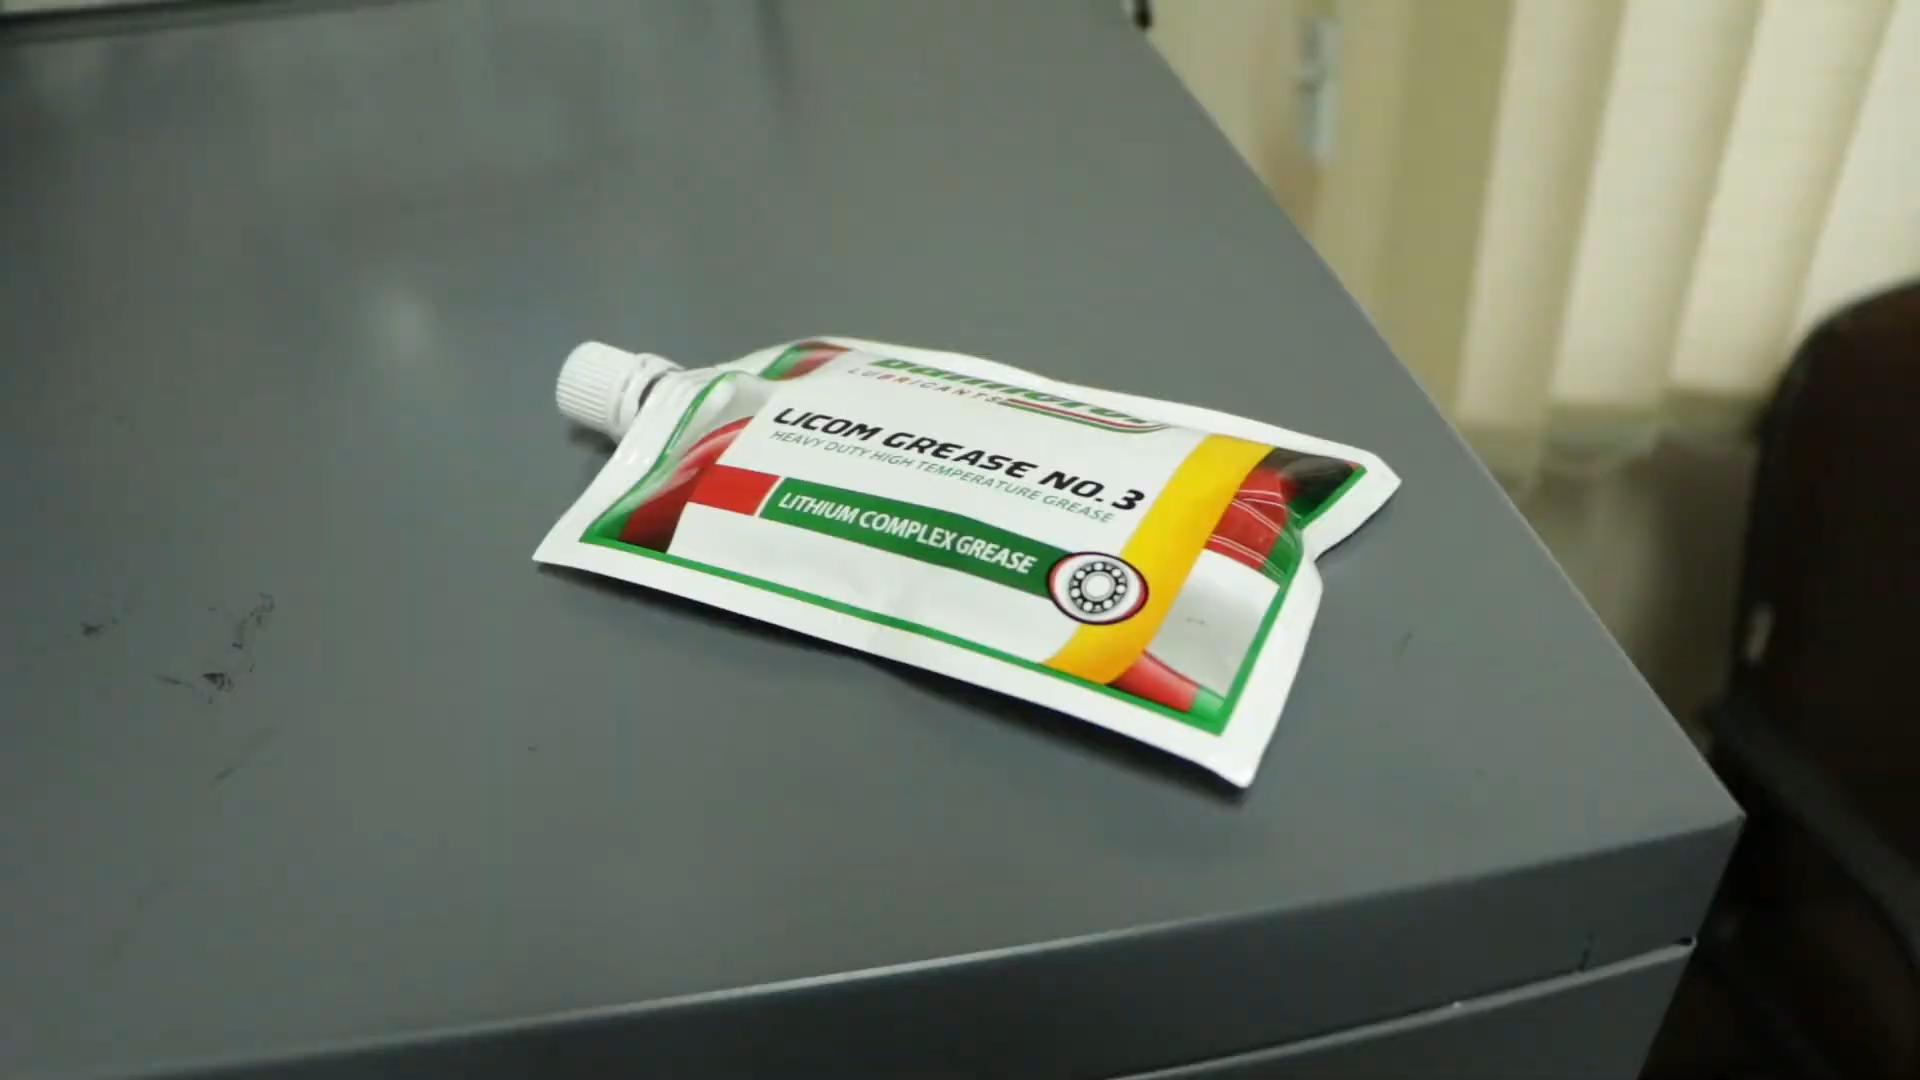 LUBRICANTS
LICOM GREASE NO. 3
HEAVY DUTY HIGH TEMPERATURE GREASE
LITHIUM COMPLEX GREASE